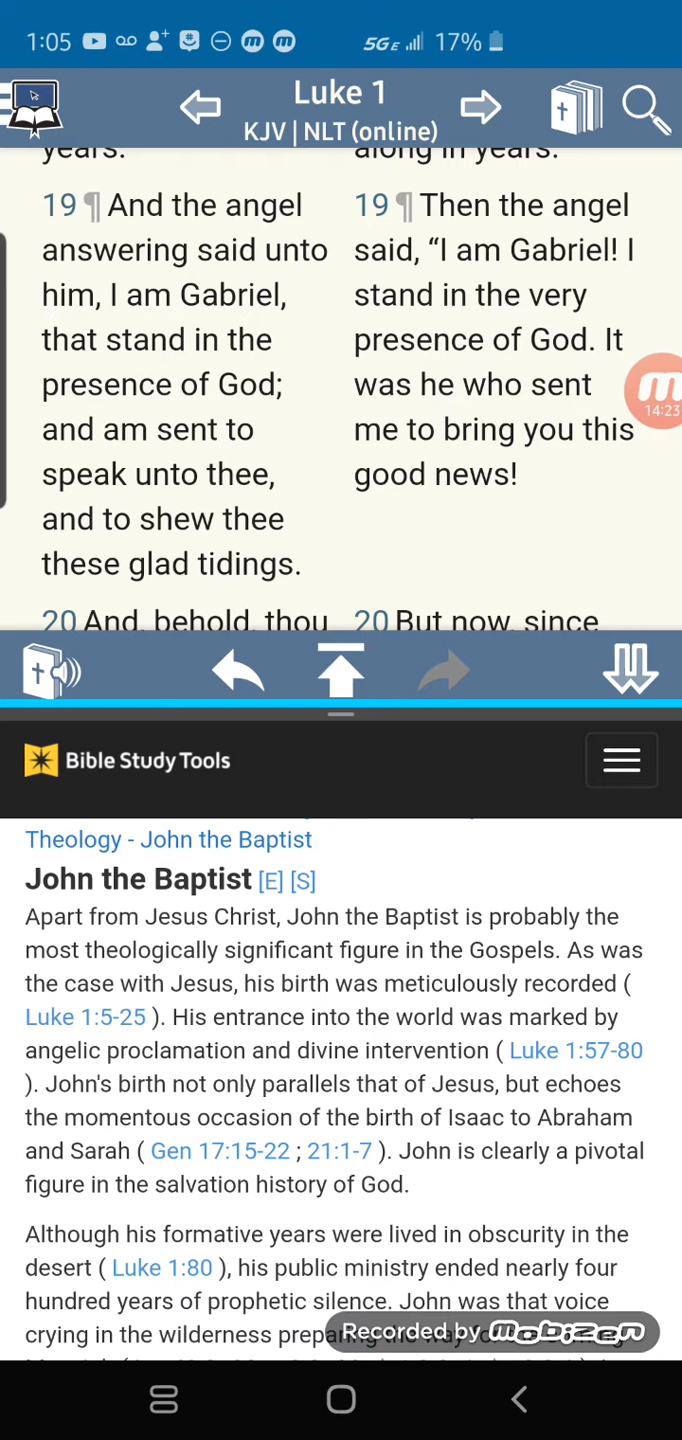 1:05 5GE 17%
Luke 1
KJV | NLT (online)
years.
along in years.
19 ¶ And the angel
answering said unto
him, I am Gabriel,
that stand in the
presence of God;
and am sent to
speak unto thee,
and to shew thee
these glad tidings.
20 And, behold, thou
19 ¶ Then the angel
said, “I am Gabriel! I
stand in the very
presence of God. It
was he who sent
me to bring you this
good news!
20 But now, since
m
14:23
Bible Study Tools
Theology - John the Baptist
John the Baptist [E] [S]
Apart from Jesus Christ, John the Baptist is probably the
most theologically significant figure in the Gospels. As was
the case with Jesus, his birth was meticulously recorded (
Luke 1:5-25 ). His entrance into the world was marked by
angelic proclamation and divine intervention ( Luke 1:57-80
). John's birth not only parallels that of Jesus, but echoes
the momentous occasion of the birth of Isaac to Abraham
and Sarah ( Gen 17:15-22 ; 21:1-7 ). John is clearly a pivotal
figure in the salvation history of God.
Although his formative years were lived in obscurity in the
desert ( Luke 1:80 ), his public ministry ended nearly four
hundred years of prophetic silence. John was that voice
crying in the wilderness preparing the way for
Recorded by mobizen